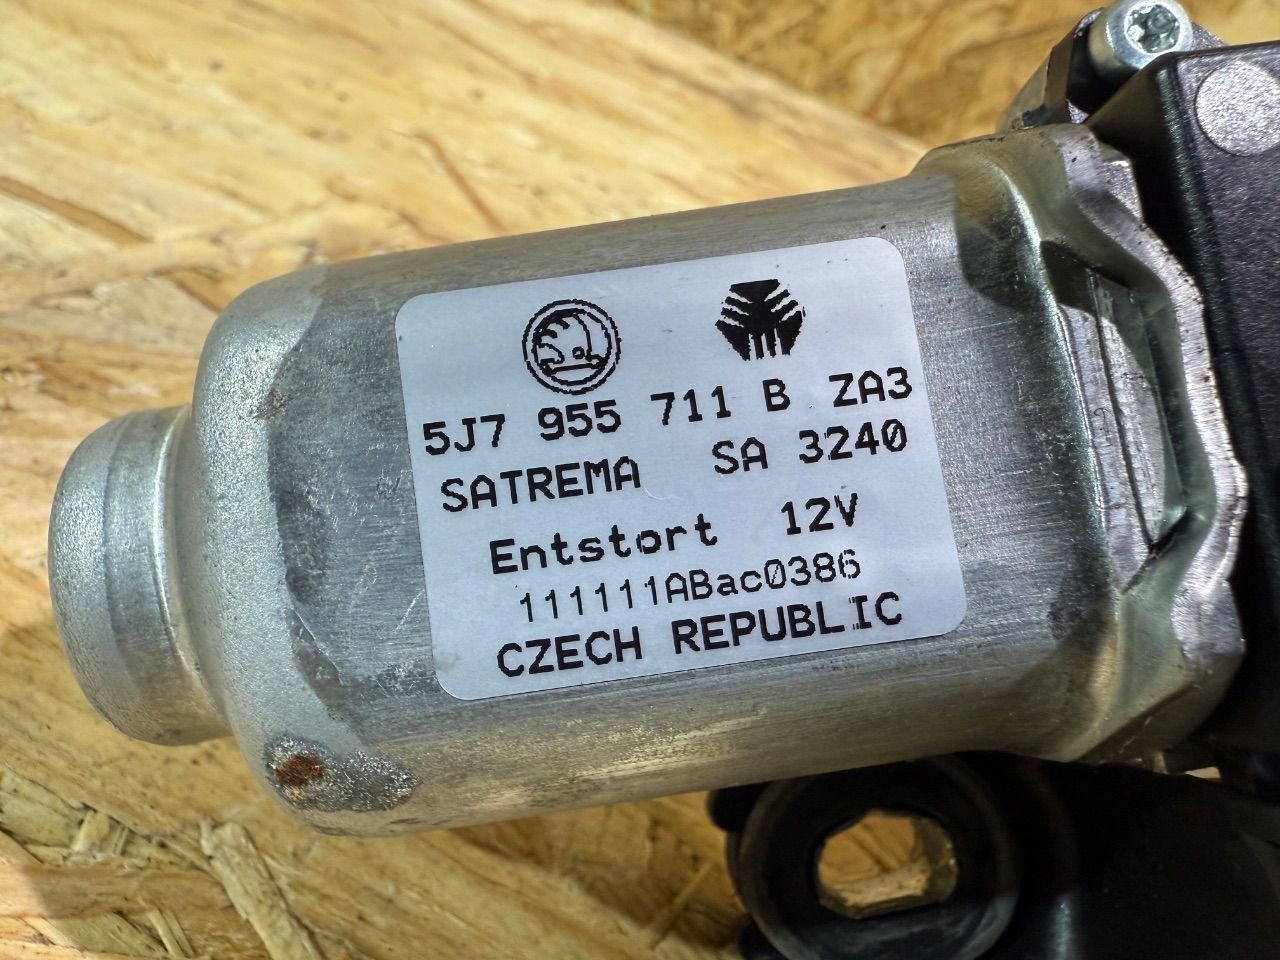 5J7 955 711 B ZA3
SATREMA SA 3240
Entstort 12V
111111ABac0386
CZECH REPUBLIC